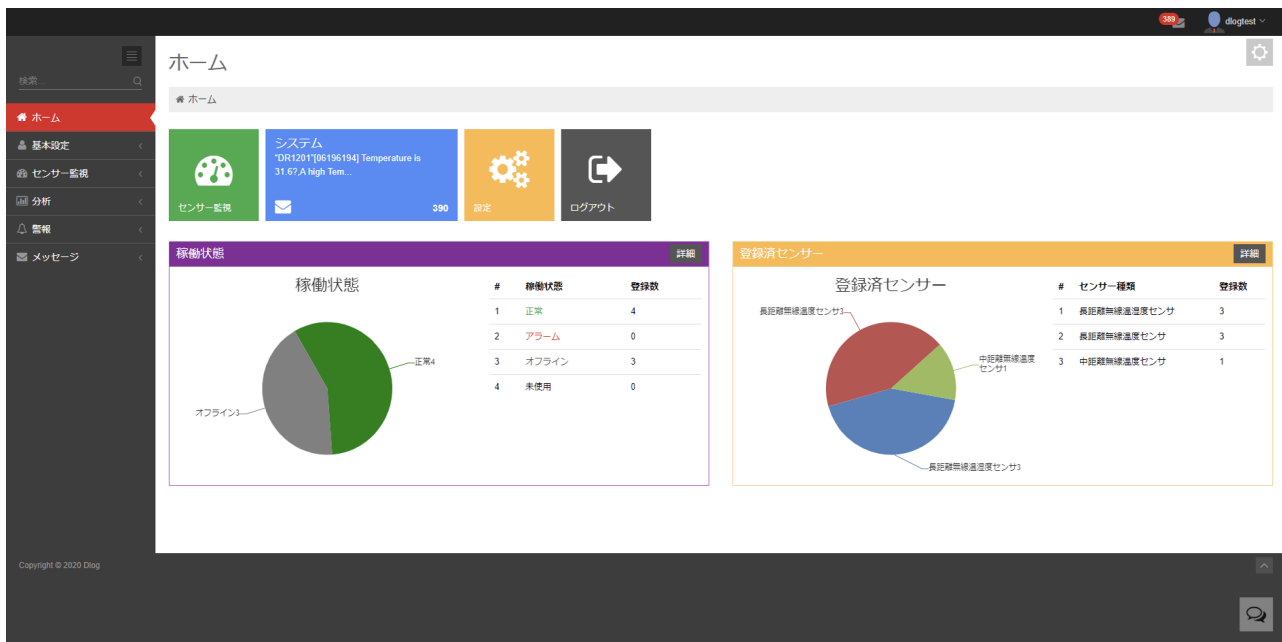 389
dlogtest
検索...
ホーム
基本設定
センサー監視
分析
警報
メッセージ
ホーム
ホーム
センサー監視
システム
"DR1201"[06196194] Temperature is
31.6?,A high Tem...
390
設定
ログアウト
稼働状態 詳細
稼働状態
正常4
オフライン3
# 稼働状態 登録数
1 正常 4
2 アラーム 0
3 オフライン 3
4 未使用 0
登録済センサー 詳細
登録済センサー
長距離無線温度センサ3
中距離無線温度
センサ1
長距離無線温湿度センサ3
# センサー種類 登録数
1 長距離無線温湿度センサ 3
2 長距離無線温度センサ 3
3 中距離無線温度センサ 1
Copyright © 2020 Dlog